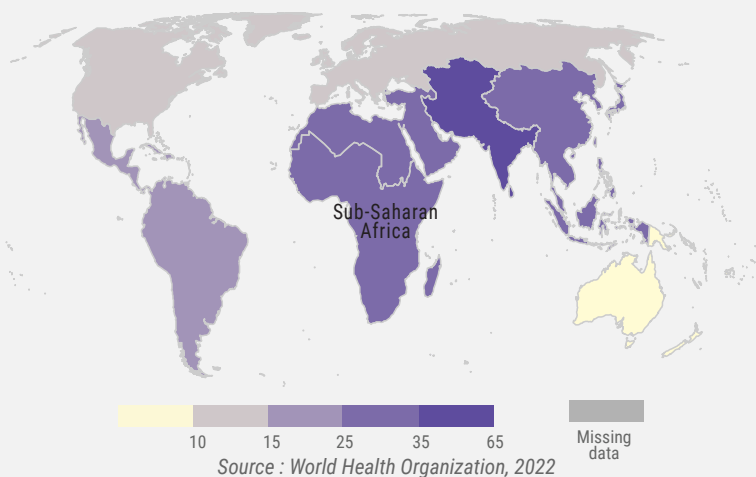 Sub-Saharan
Africa
10 15 25 35 65
Missing
data
Source : World Health Organization, 2022